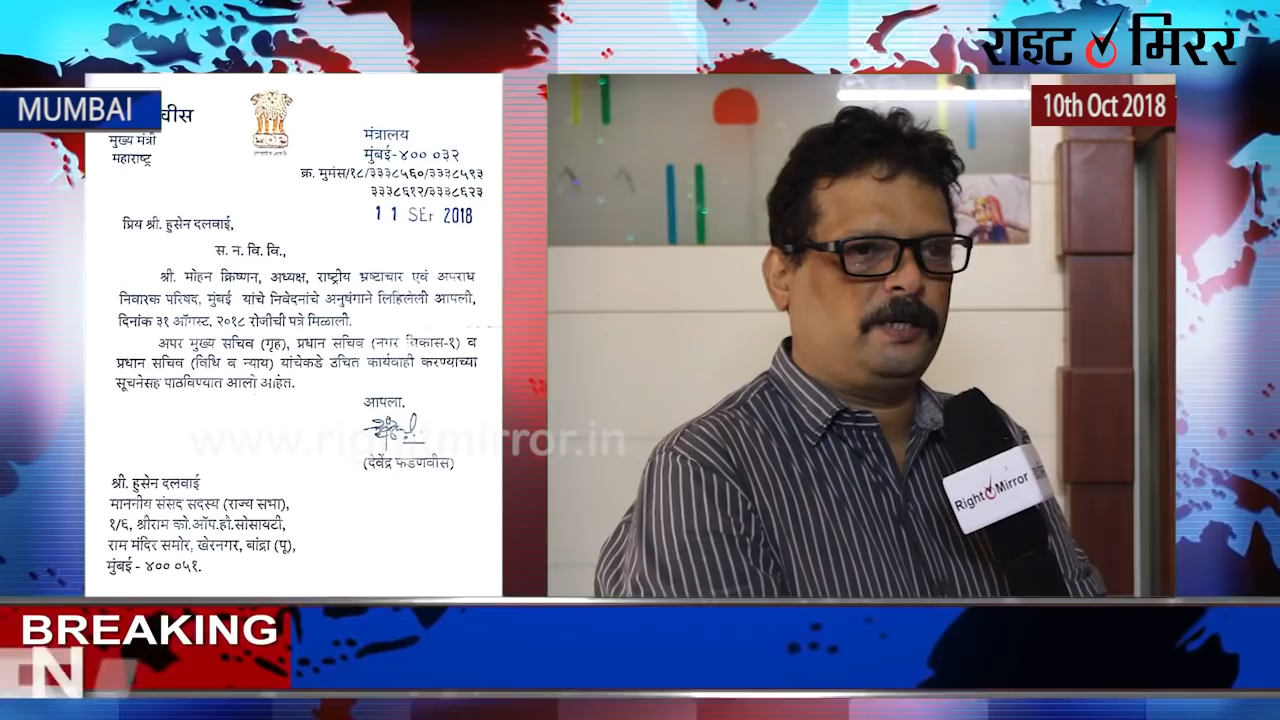 राइट मिरर
MUMBAI
10th Oct 2018
मुख्य मंत्री
महाराष्ट्र
मंत्रालय
मुंबई-४०० ०३२
क्र. मुमंस/१८/३३३८५६०/३३३८५९३
३३३८६१२/३३३८६२३
11 SEP 2018
प्रिय श्री. हुसेन दलवाई,
स. न. वि. वि.,
श्री. मोहन क्रिष्णन, अध्यक्ष, राष्ट्रीय भ्रष्टाचार एवं अपराध
निवारक परिषद, मुंबई यांचे निवेदनांचे अनुषंगाने लिहिलेली आपली,
दिनांक ३१ ऑगस्ट, २०१८ रोजीची पत्रे मिळाली.
अपर मुख्य सचिव (गृह), प्रधान सचिव (नगर विकास-१) व
प्रधान सचिव (विधि व न्याय) यांचेकडे उचित कार्यवाही करण्याच्या
सूचनेसह पाठविण्यात आलो आहेत.
आपला,
(देवेंद्र फडणवीस)
www.rightmirror.in
श्री. हुसेन दलवाई
माननीय संसद सदस्य (राज्य सभा),
१/६, श्रीराम को.ऑप.हौ.सोसायटी,
राम मंदिर समोर, खेरनगर, बांद्रा (पू),
मुंबई - ४०० ०५१.
Right Mirror
BREAKING
N